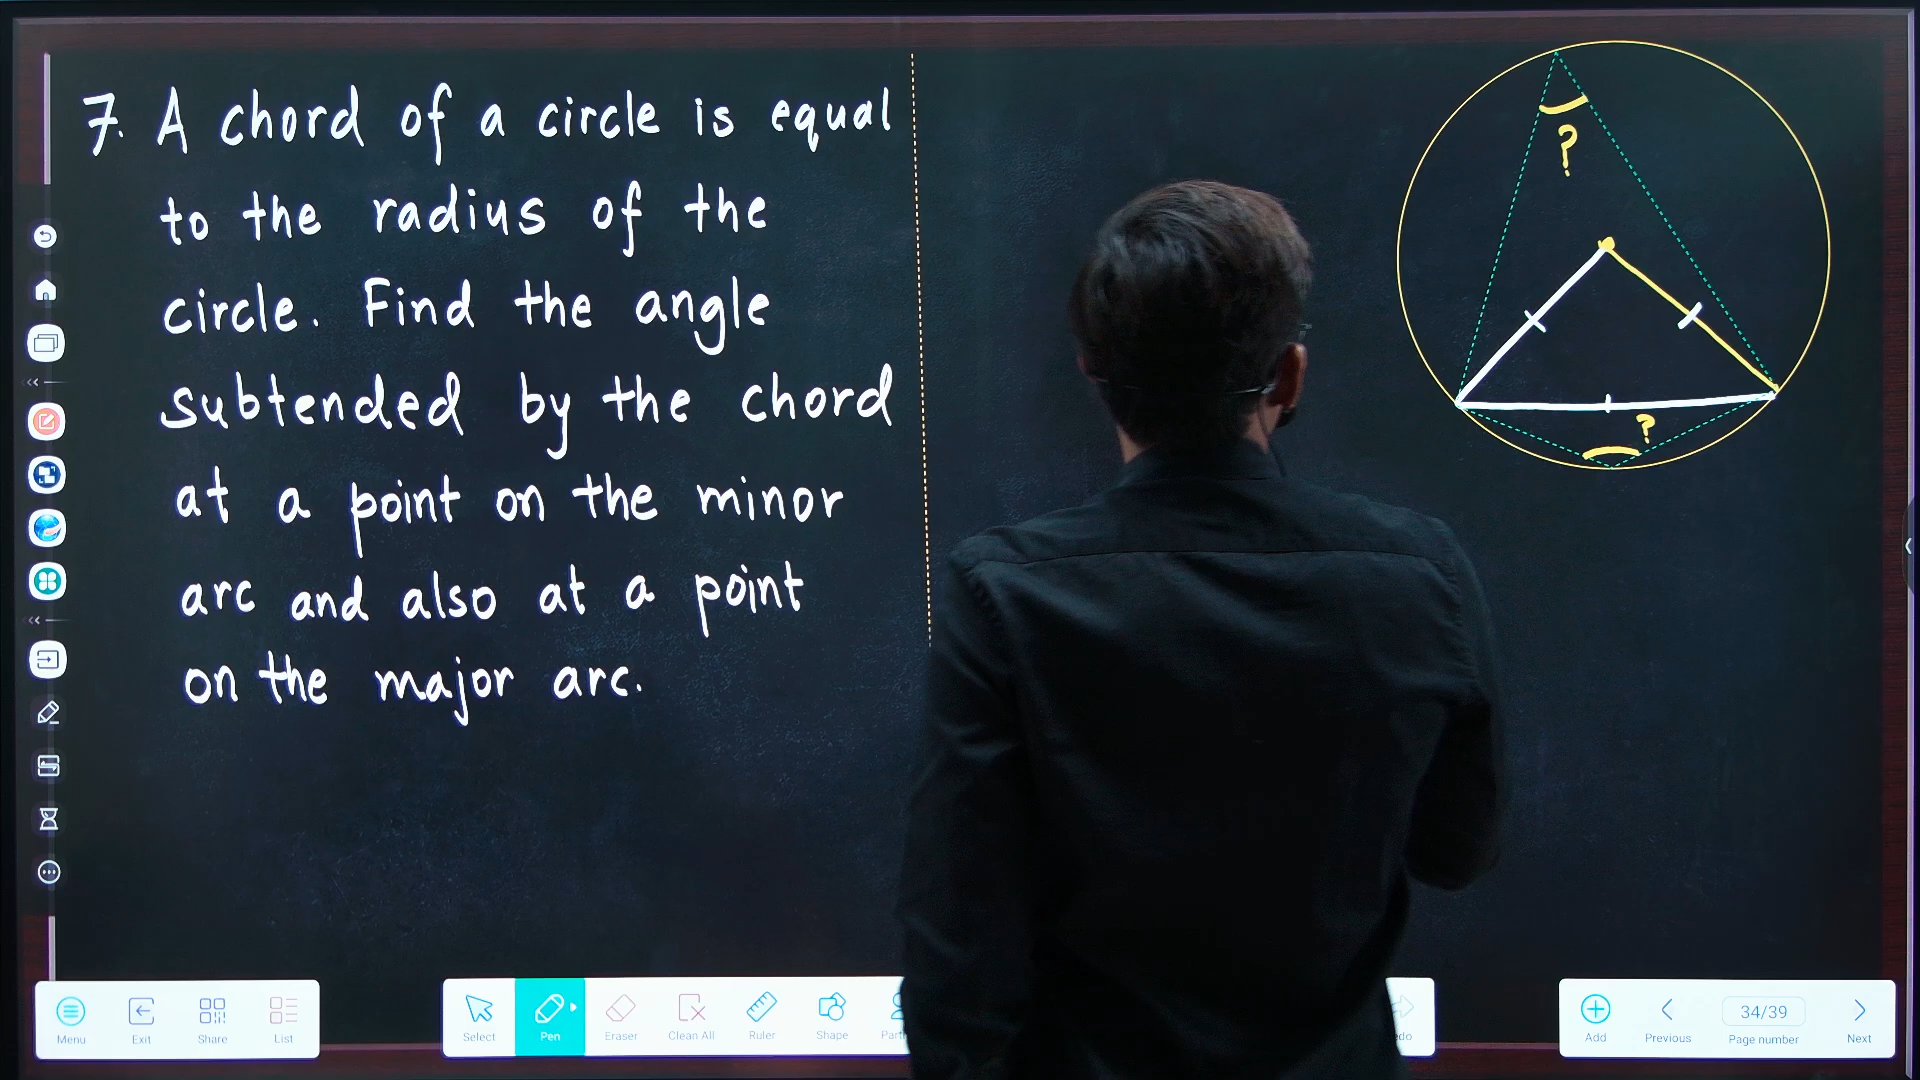 7. A chord of a circle is equal
to the radius of the
circle. Find the angle
subtended by the chord
at a point on the minor
arc and also at a point
on the major arc.
?
?
Menu
Exit
Share
List
Select
Pen
Eraser
Clean All
Ruler
Shape
Add
Previous
34/39
Page number
Next